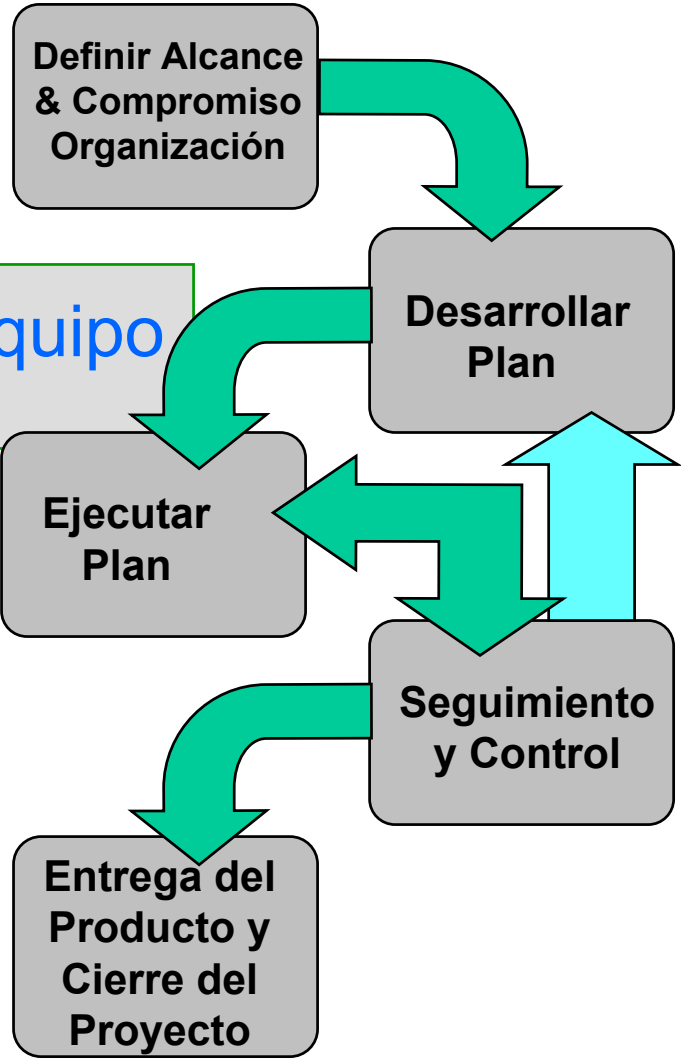 Definir Alcance
& Compromiso
Organización
quipo
Desarrollar
Plan
Ejecutar
Plan
Seguimiento
y Control
Entrega del
Producto y
Cierre del
Proyecto